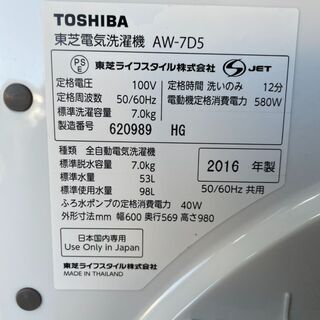 TOSHIBA
東芝電気洗濯機 AW-7D5
PS E 東芝ライフスタイル株式会社 JET
定格電圧 100V 定格時間 洗いのみ 12分
定格周波数 50/60Hz 電動機定格消費電力 580W
標準洗濯容量 7.0kg
製造番号 620989 HG
種類 全自動電気洗濯機
標準脱水容量 7.0kg 2016 年製
標準水量 53L
標準使用水量 98L 50/60Hz 共用
ふろ水ポンプの定格消費電力 40W
外形寸法mm 幅600 奥行569 高さ980
日本国内専用
Use Only in Japan
東芝ライフスタイル株式会社
MADE IN THAILAND